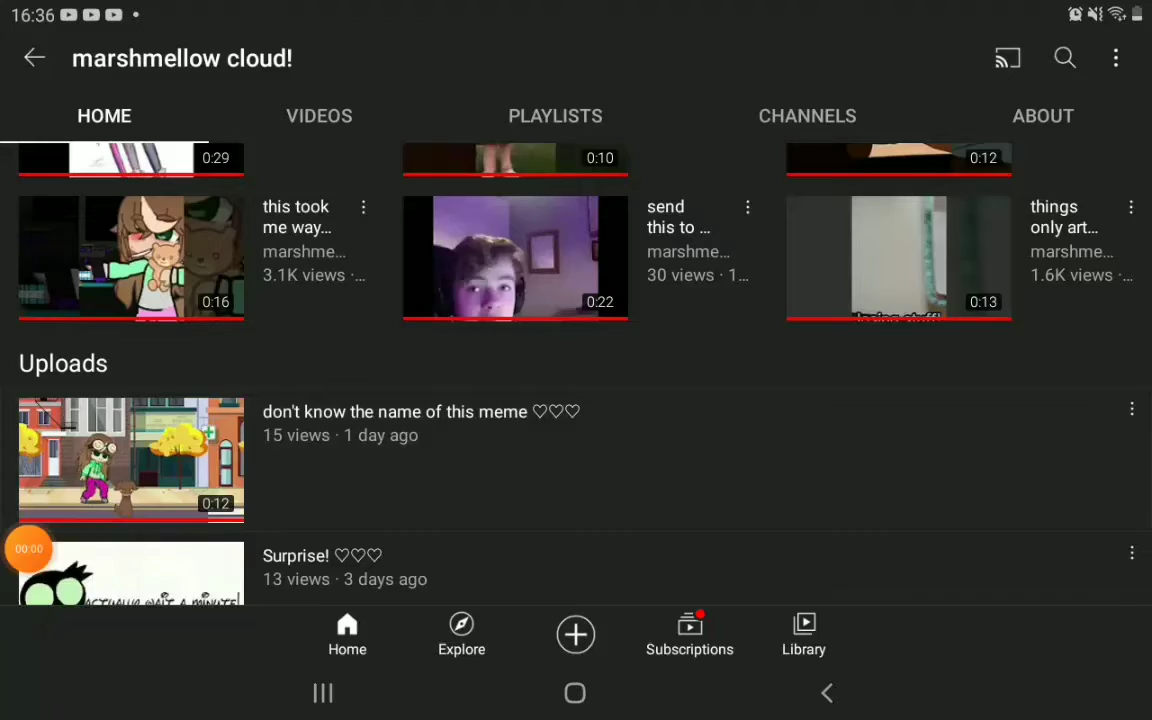 16:36
marshmellow cloud!
HOME VIDEOS PLAYLISTS CHANNELS ABOUT
0:29 0:10 0:12
this took
me way...
marshme...
3.1K views ·...
0:16
send
this to ...
marshme...
30 views · 1...
0:22
things
only art...
marshme...
1.6K views ·...
0:13
Uploads
don't know the name of this meme ♡♡♡
15 views · 1 day ago
0:12
00:00
Surprise! ♡♡♡
13 views · 3 days ago
ACTUALLY WAIT A MINUTE!
Home Explore Subscriptions Library